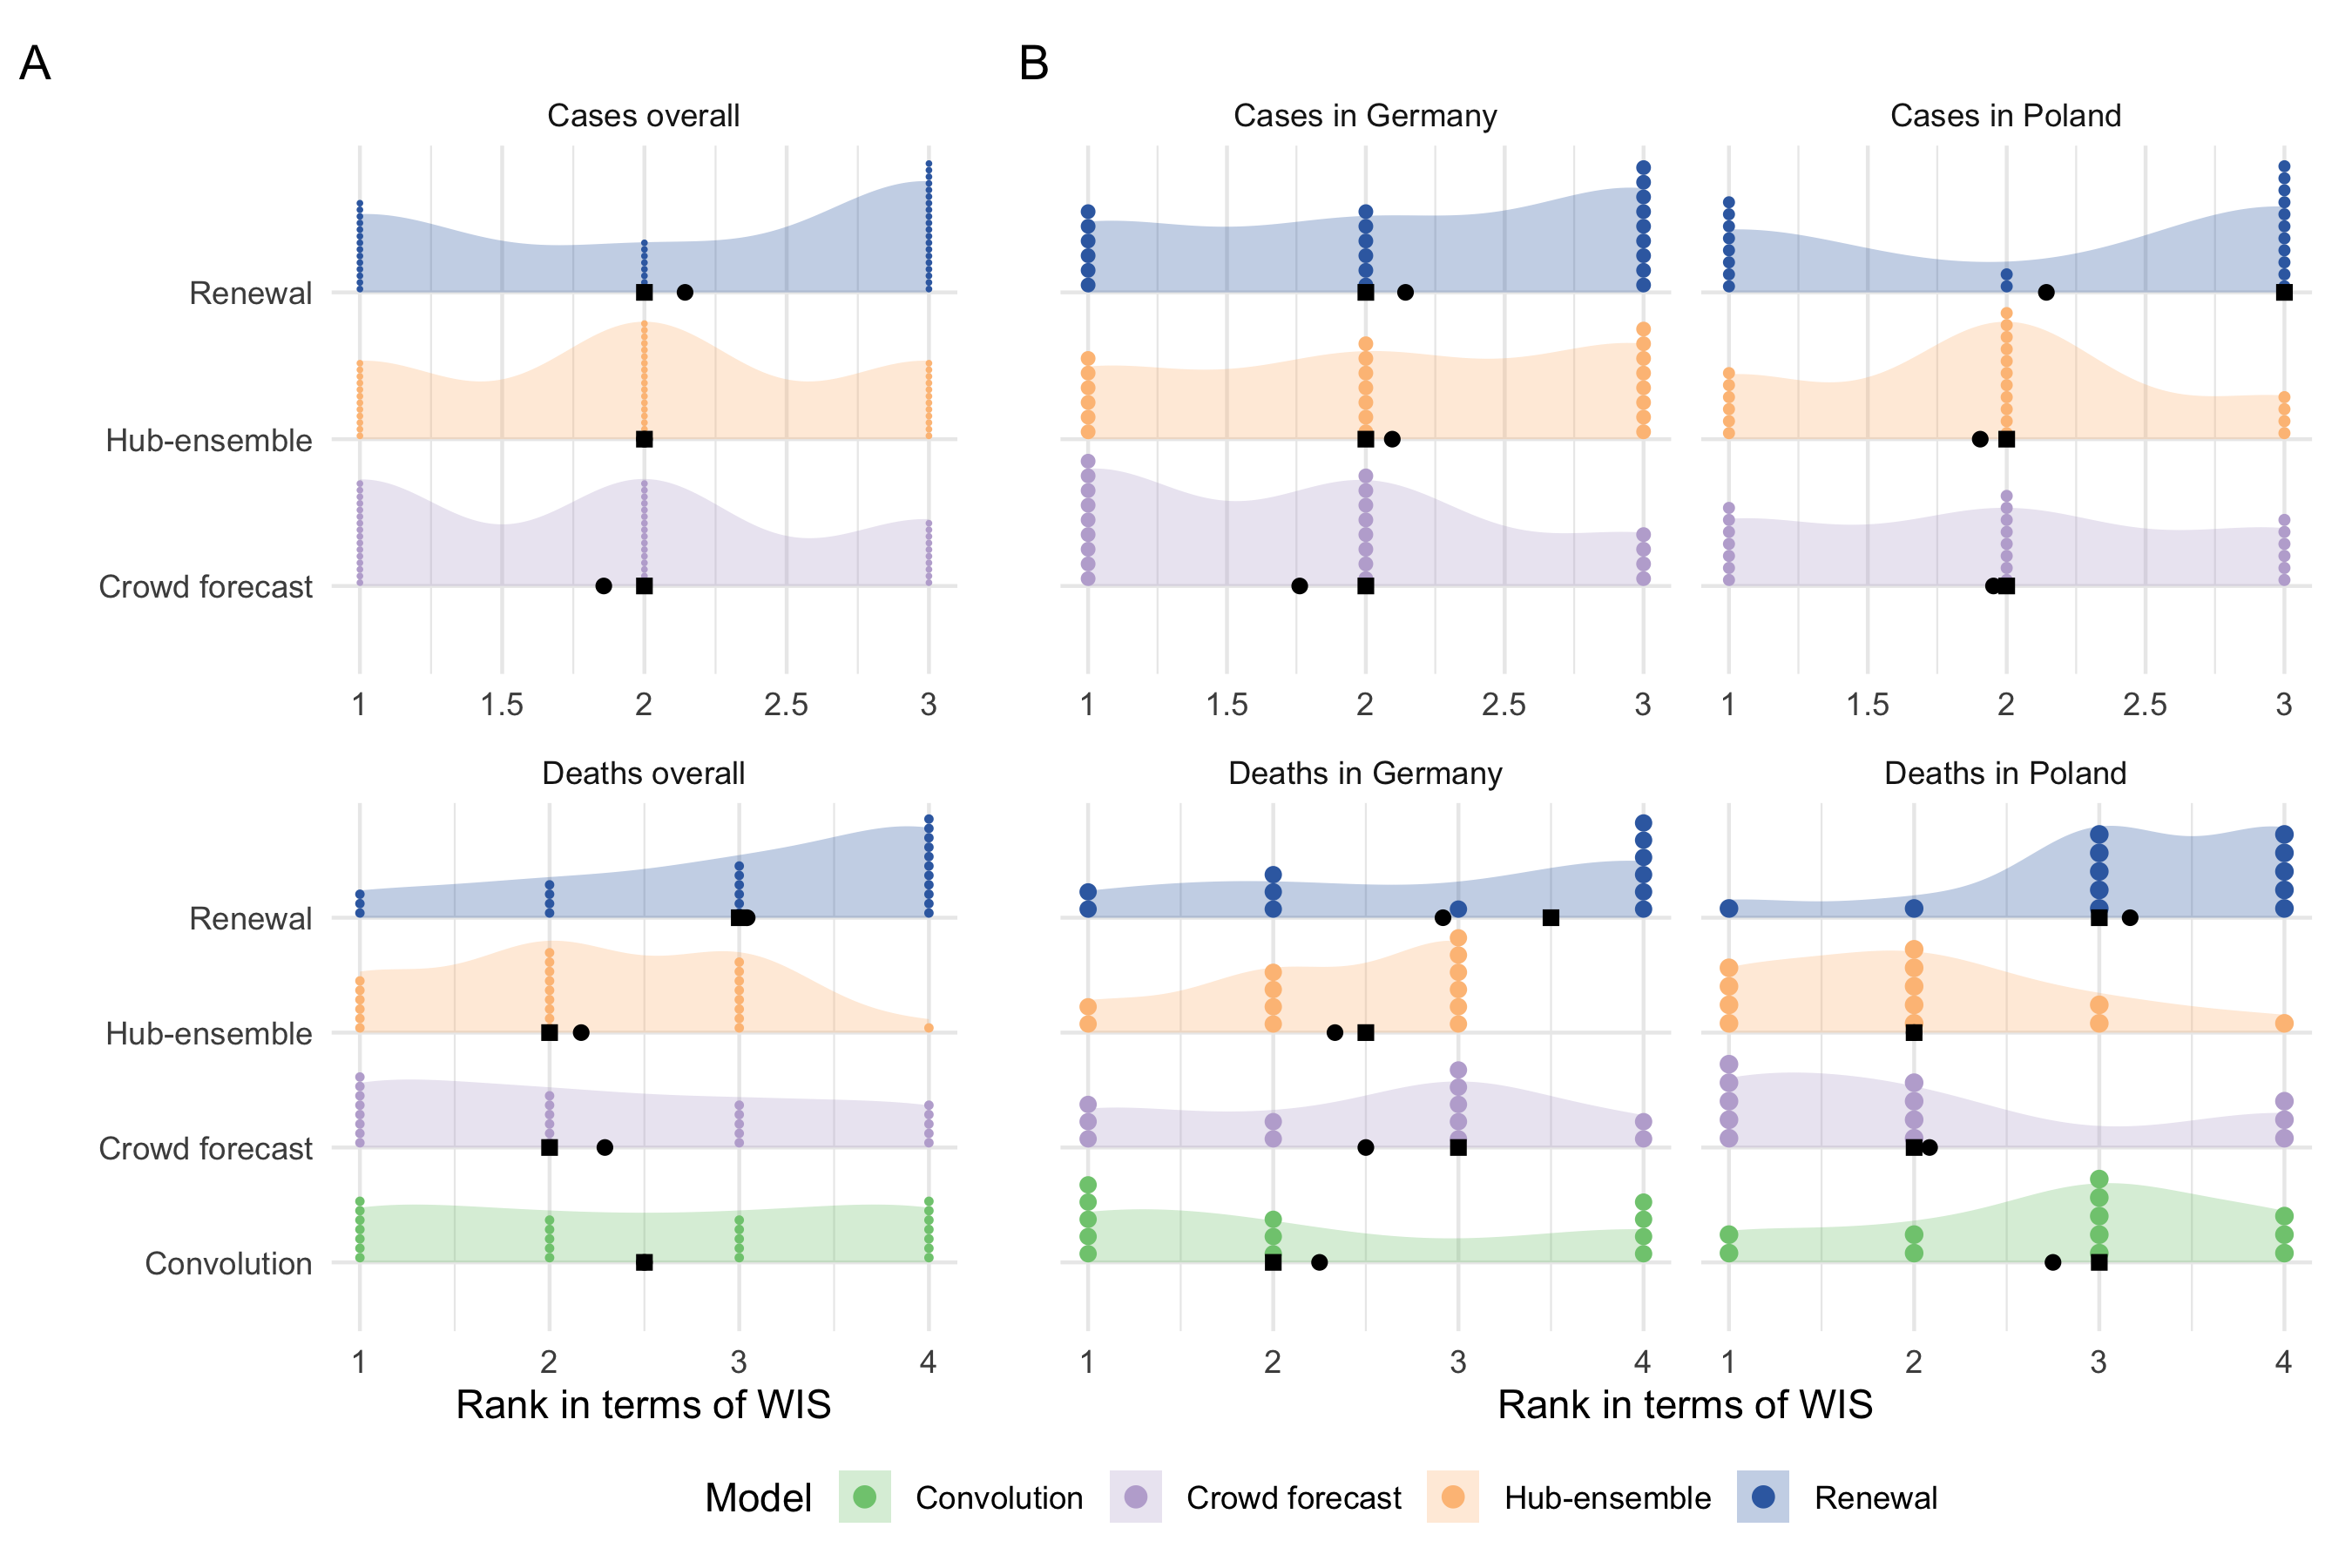 A
B
Cases overall
Cases in Germany
Cases in Poland
Renewal
Hub-ensemble
Crowd forecast
1 1.5 2 2.5 3
1 1.5 2 2.5 3
1 1.5 2 2.5 3
Deaths overall
Deaths in Germany
Deaths in Poland
Renewal
Hub-ensemble
Crowd forecast
Convolution
1 2 3 4
1 2 3 4
1 2 3 4
Rank in terms of WIS
Rank in terms of WIS
Model Convolution Crowd forecast Hub-ensemble Renewal